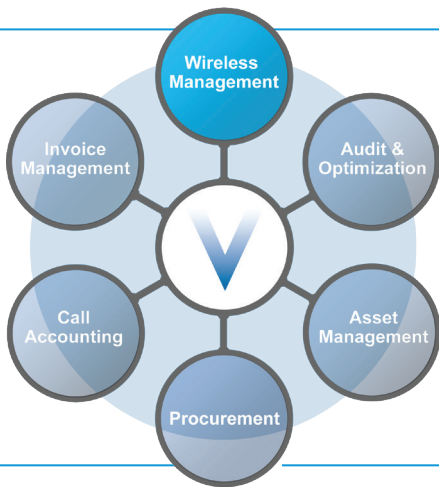 Wireless
Management
Invoice
Management
Audit &
Optimization
V
Call
Accounting
Asset
Management
Procurement